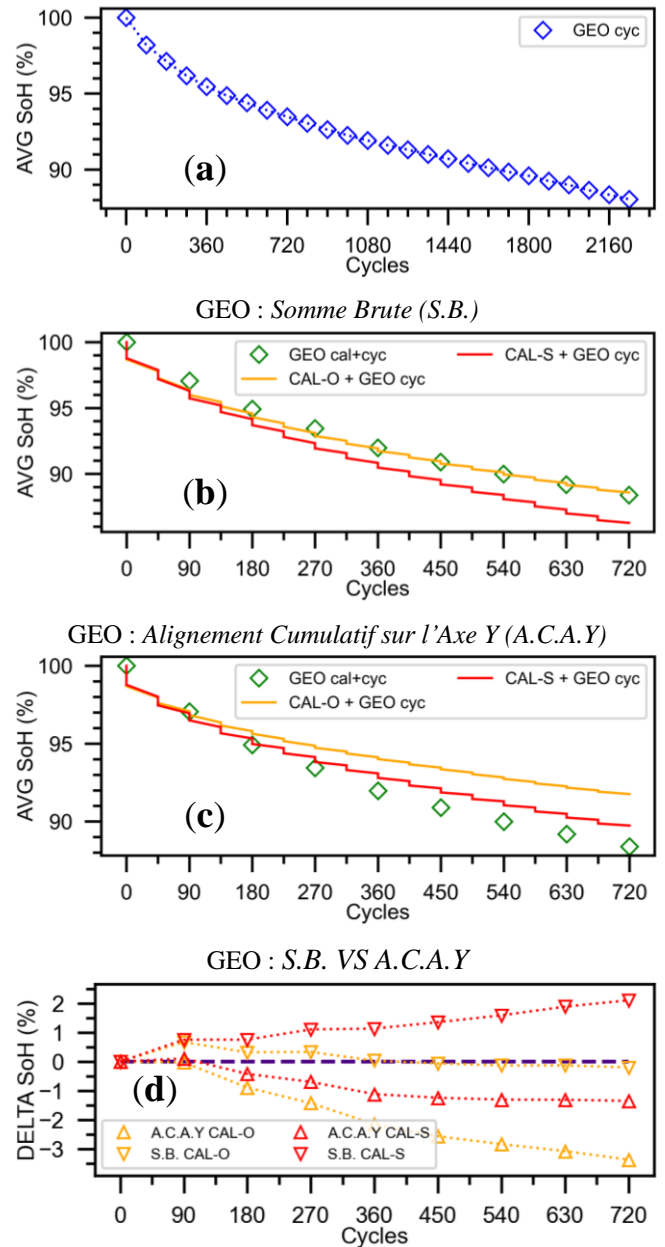 100
95
90
AVG SoH (%)
GEO cyc
(a)
0 360 720 1080 1440 1800 2160
Cycles
GEO : Somme Brute (S.B.)
100
95
90
AVG SoH (%)
GEO cal+cyc
CAL-O + GEO cyc
CAL-S + GEO cyc
(b)
0 90 180 270 360 450 540 630 720
Cycles
GEO : Alignement Cumulatif sur l'Axe Y (A.C.A.Y)
100
95
90
AVG SoH (%)
GEO cal+cyc
CAL-O + GEO cyc
CAL-S + GEO cyc
(c)
0 90 180 270 360 450 540 630 720
Cycles
GEO : S.B. VS A.C.A.Y
2
1
0
−1
−2
−3
DELTA SoH (%)
(d)
A.C.A.Y CAL-O
S.B. CAL-O
A.C.A.Y CAL-S
S.B. CAL-S
0 90 180 270 360 450 540 630 720
Cycles